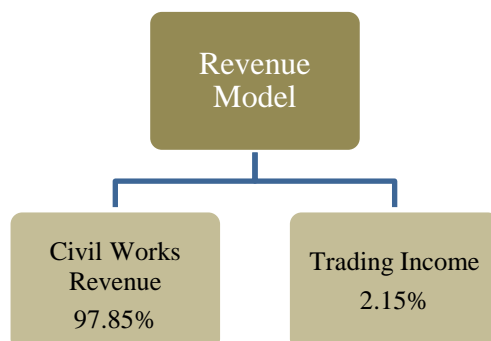 Revenue
Model
Civil Works
Revenue
97.85%
Trading Income
2.15%